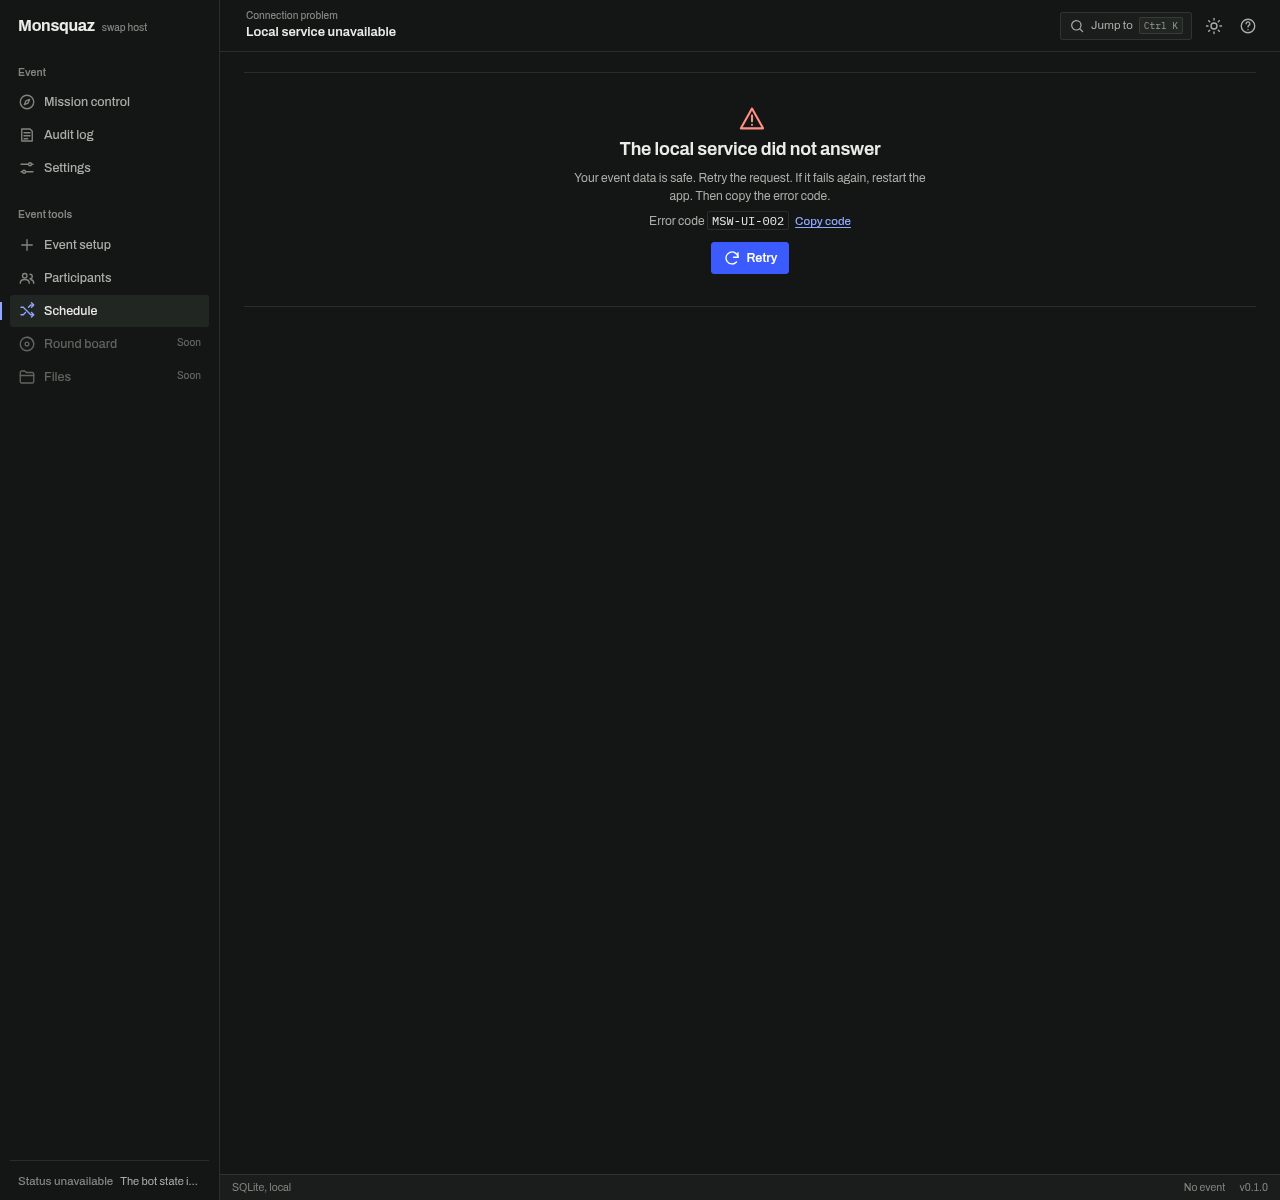 Monsquaz swap host
Event
Mission control
Audit log
Settings
Event tools
Event setup
Participants
Schedule
Round board Soon
Files Soon
Status unavailable The bot state i...
Connection problem
Local service unavailable
Jump to Ctrl K
The local service did not answer
Your event data is safe. Retry the request. If it fails again, restart the
app. Then copy the error code.
Error code MSW-UI-002 Copy code
Retry
SQLite, local
No event v0.1.0